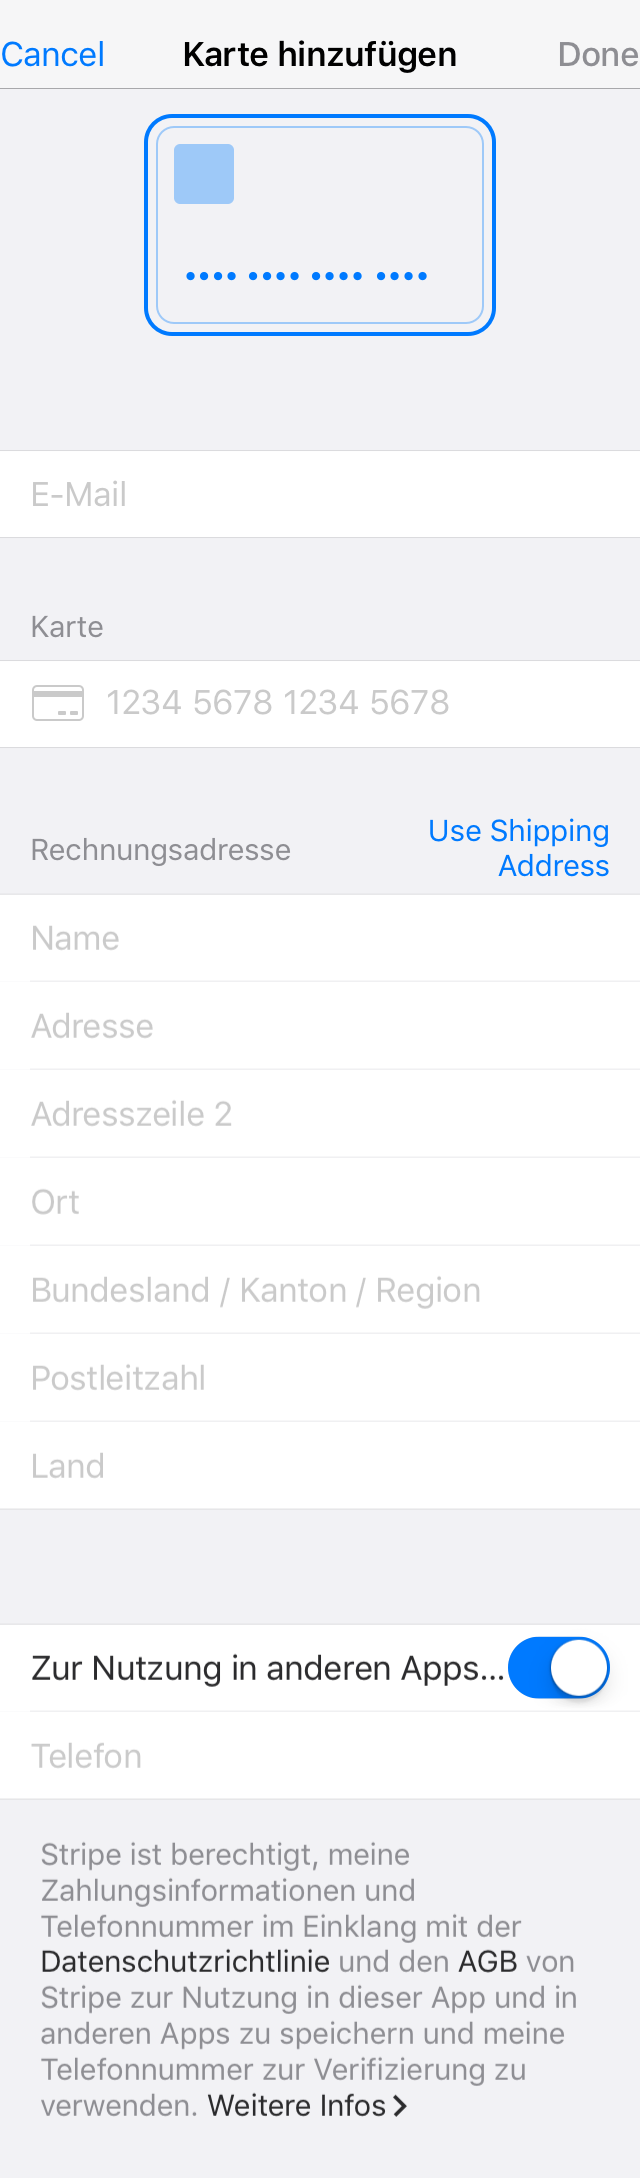 Cancel Karte hinzufügen Done
•••• •••• •••• ••••
E-Mail
Karte
1234 5678 1234 5678
Rechnungsadresse
Use Shipping
Address
Name
Adresse
Adresszeile 2
Ort
Bundesland / Kanton / Region
Postleitzahl
Land
Zur Nutzung in anderen Apps...
Telefon
Stripe ist berechtigt, meine
Zahlungsinformationen und
Telefonnummer im Einklang mit der
Datenschutzrichtlinie und den AGB von
Stripe zur Nutzung in dieser App und in
anderen Apps zu speichern und meine
Telefonnummer zur Verifizierung zu
verwenden. Weitere Infos >